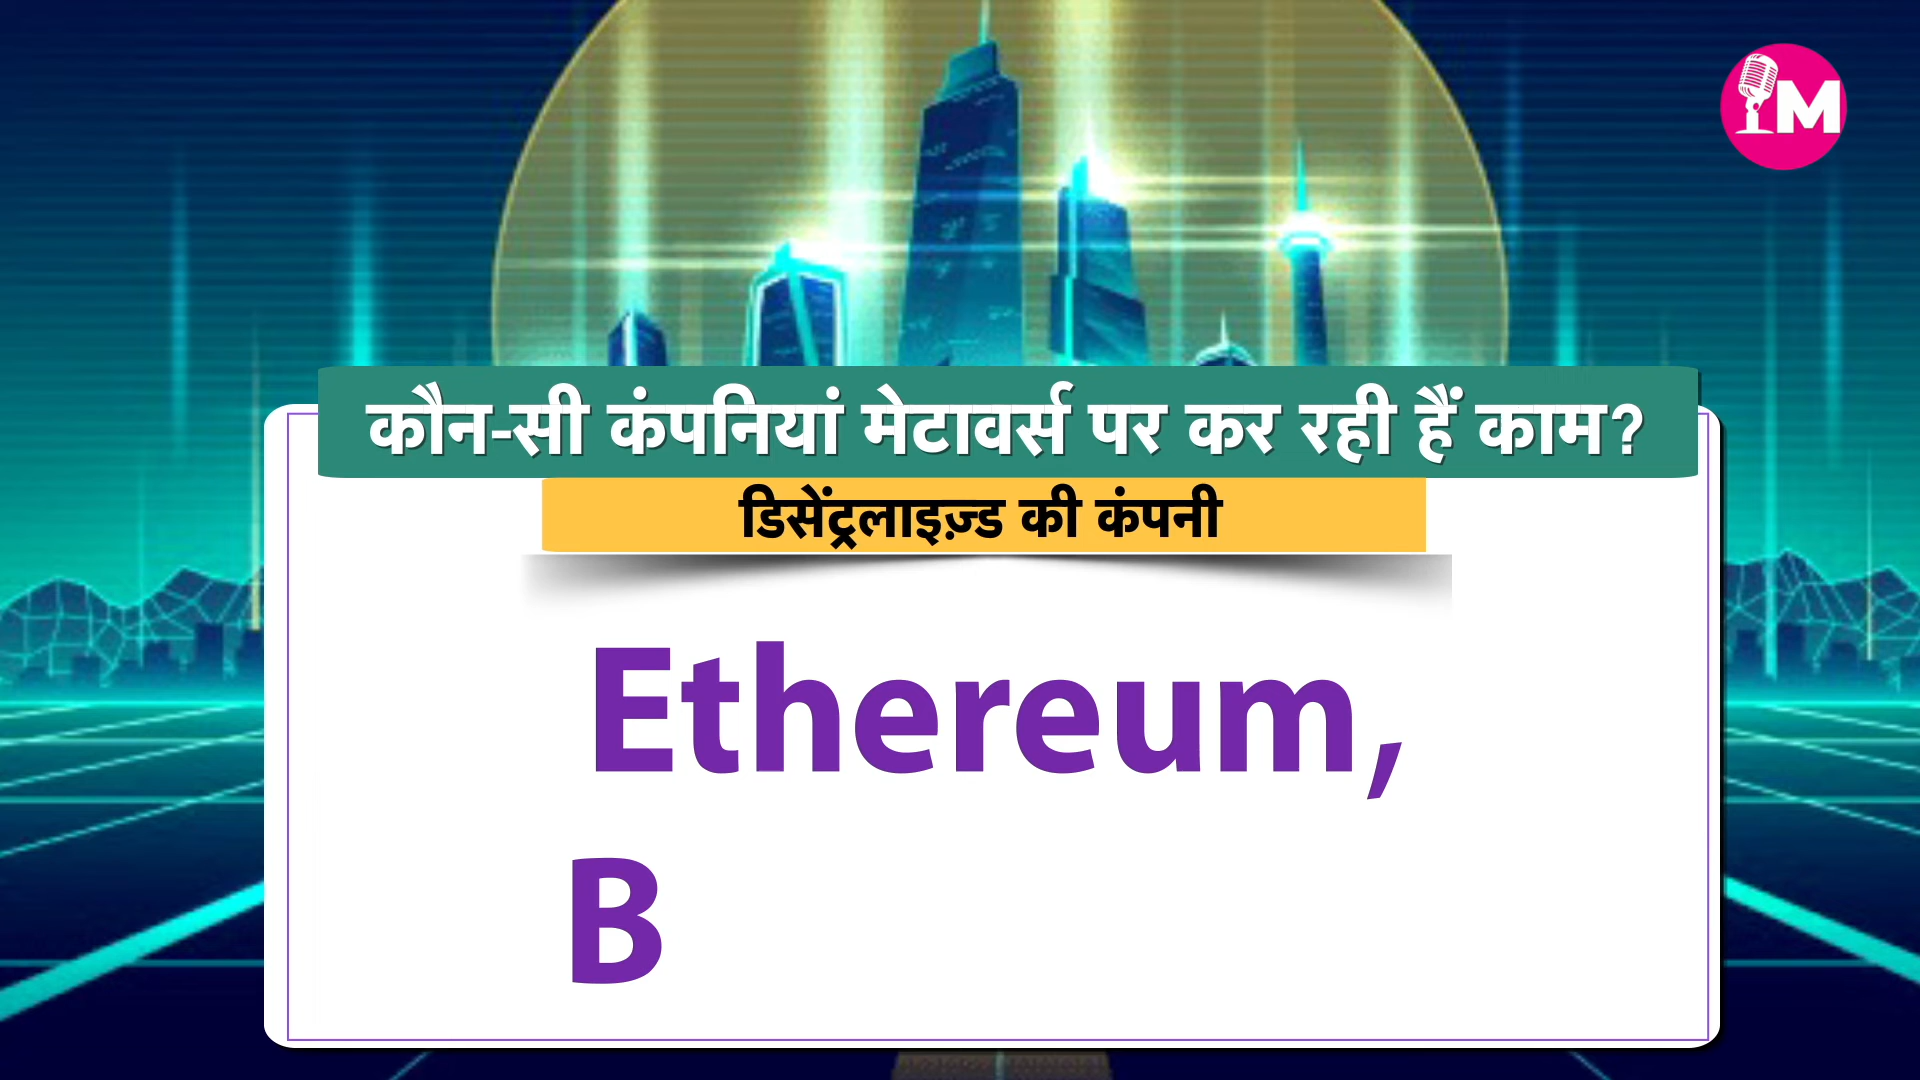 M
कौन-सी कंपनियां मेटावर्स पर कर रही हैं काम?
डिसेंट्रलाइज़्ड की कंपनी
Ethereum,
B